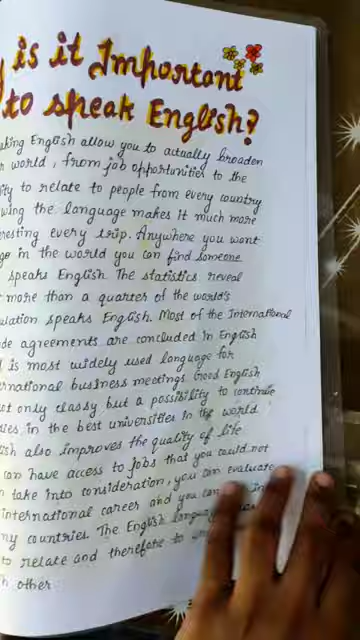 is it Important
to speak English?
king English allow you to actually broaden
world, from job opportunities to the
ity to relate to people from every country
wing the language makes it much more
resting every trip. Anywhere you want
go in the world you can find someone
speaks English. The statistics reveal
more than a quarter of the world's
ulation speaks English. Most of the International
de agreements are concluded in English
is most widely used language for
rnational business meetings. Good English
ot only classy but a possibility to continue
ies in the best universities in the world.
ish also improves the quality of life
can have access to jobs that you could not
take into consideration, you can evaluate
international career and you can
ny countries. The English
to relate and therefore to
other